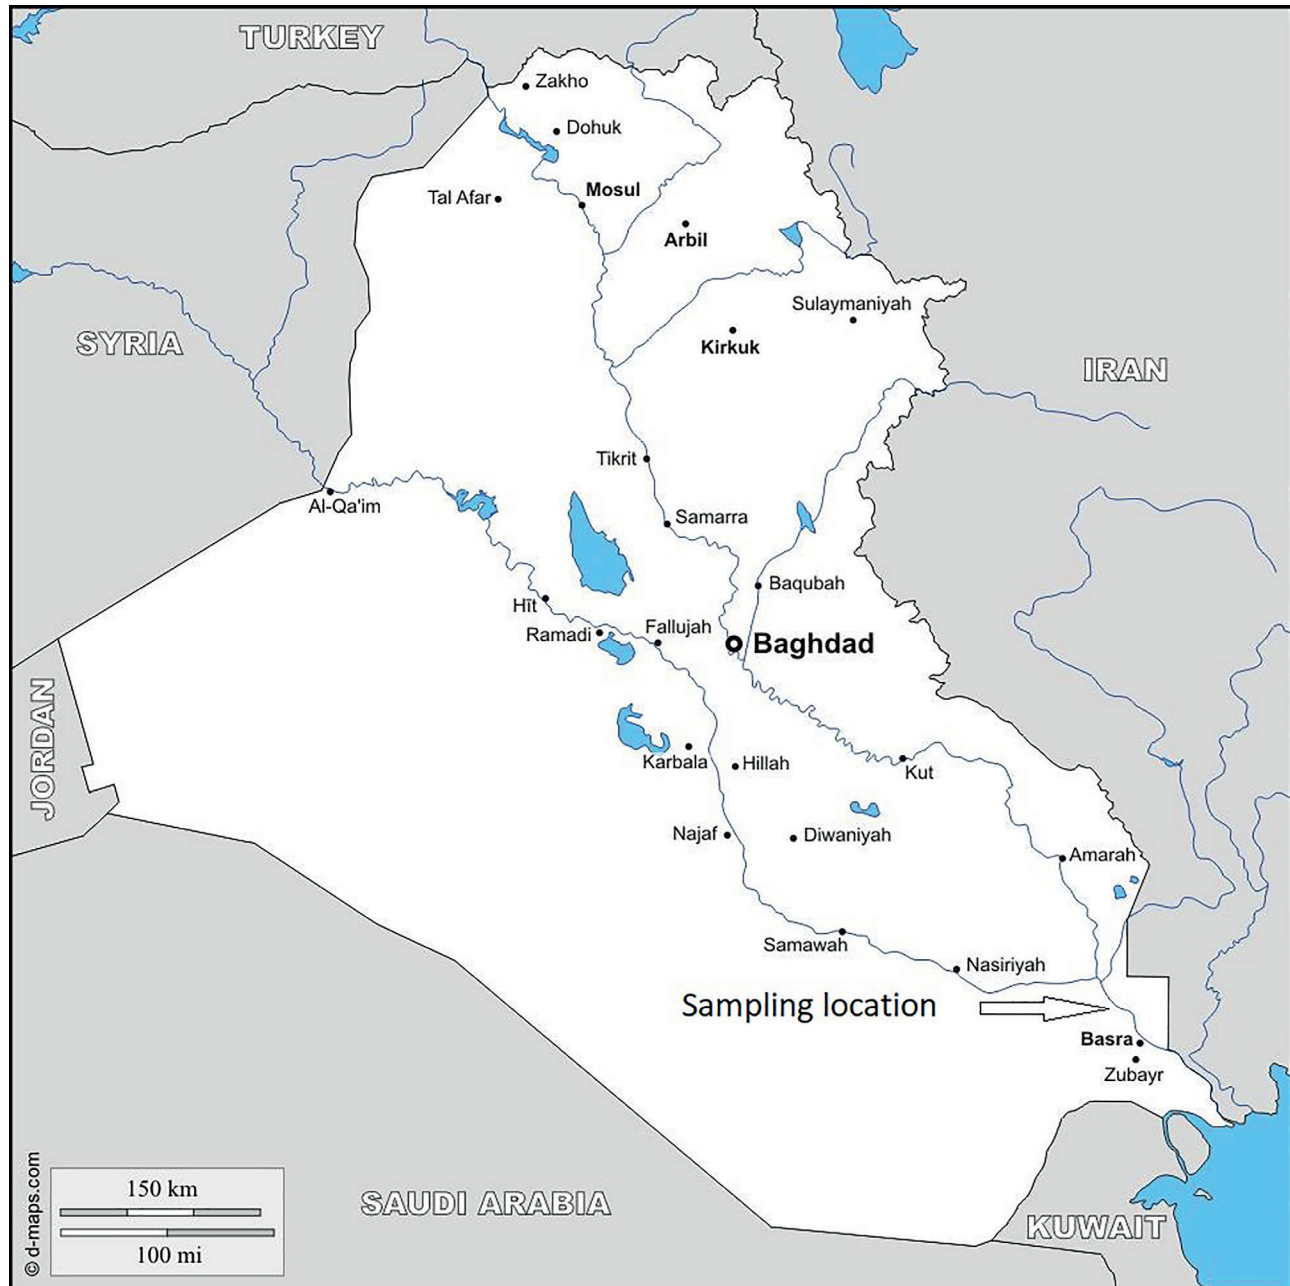 TURKEY
Zakho
Dohuk
Mosul
Tal Afar
Arbil
Sulaymaniyah
SYRIA
Kirkuk
IRAN
Tikrit
Al-Qa'im
Samarra
Baqubah
Hīt
Ramadi
Fallujah
Baghdad
JORDAN
Karbala
Hillah
Kut
Najaf
Diwaniyah
Amarah
Samawah
Nasiriyah
Sampling location
Basra
Zubayr
© d-maps.com
150 km
100 mi
SAUDI ARABIA
KUWAIT